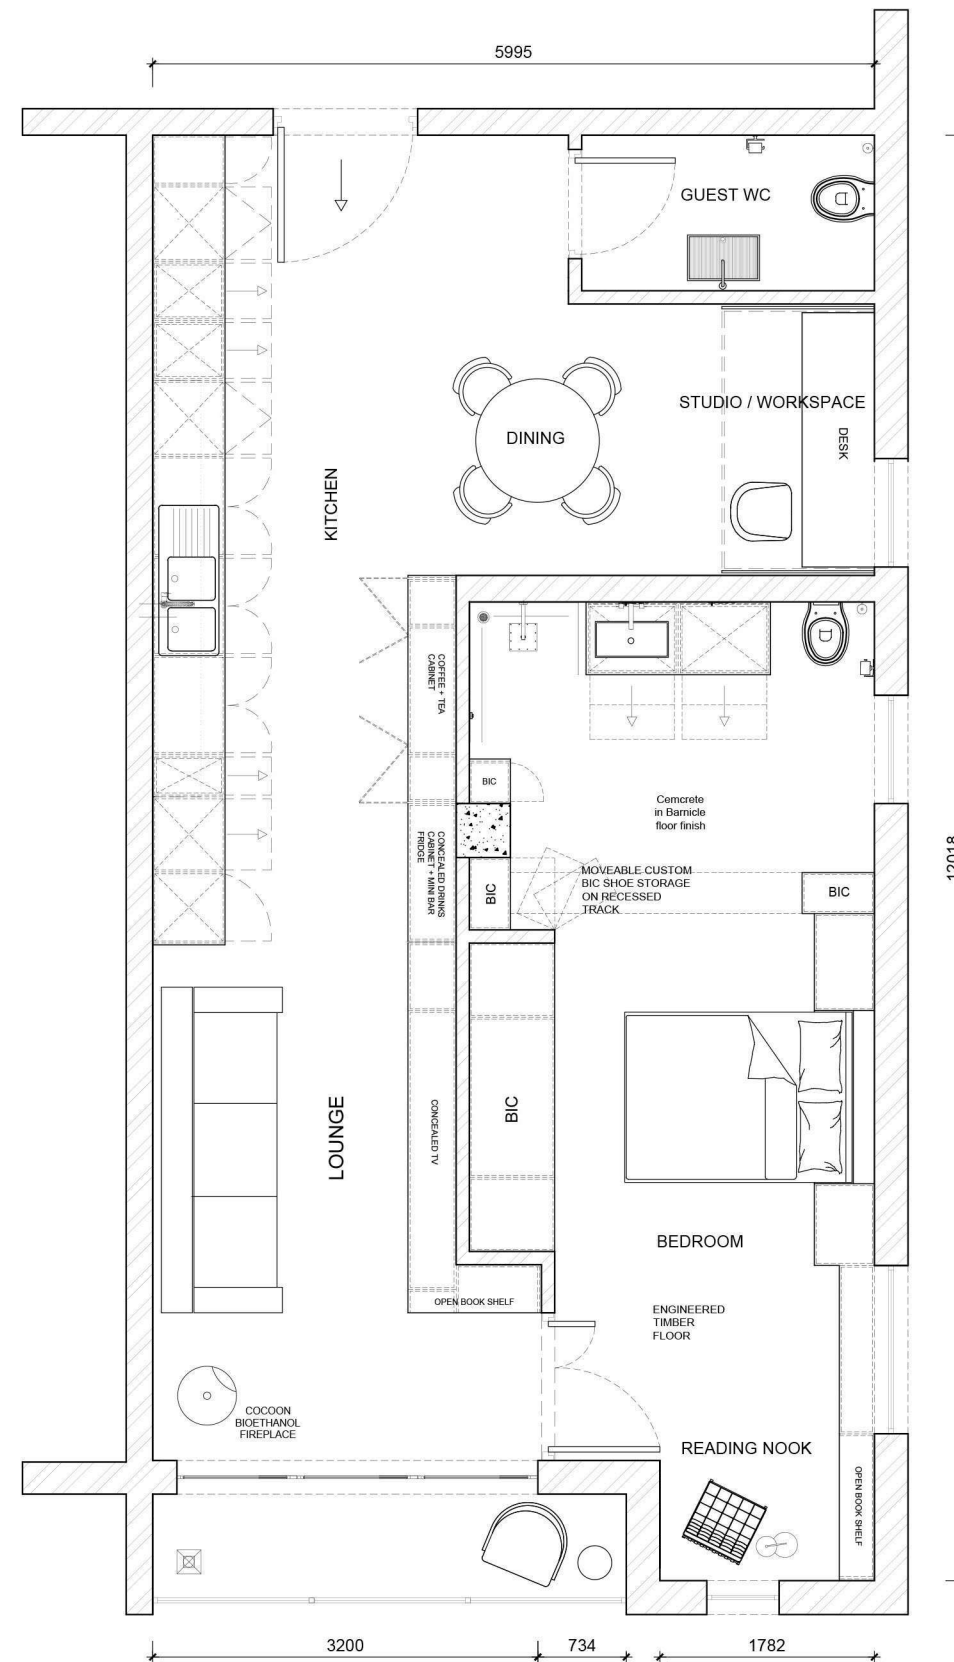 5995
GUEST WC
STUDIO / WORKSPACE
DESK
DINING
KITCHEN
COFFEE + TEA
CABINET
BIC
Cemcrete
in Barnicle
floor finish
12018
CONCEALED DRINKS
CABINET + MINI BAR
FRIDGE
BIC
MOVEABLE CUSTOM
BIC SHOE STORAGE
ON RECESSED
TRACK
BIC
LOUNGE
CONCEALED TV
BIC
BEDROOM
OPEN BOOK SHELF
ENGINEERED
TIMBER
FLOOR
COCOON
BIOETHANOL
FIREPLACE
READING NOOK
OPEN BOOK SHELF
3200
734
1782